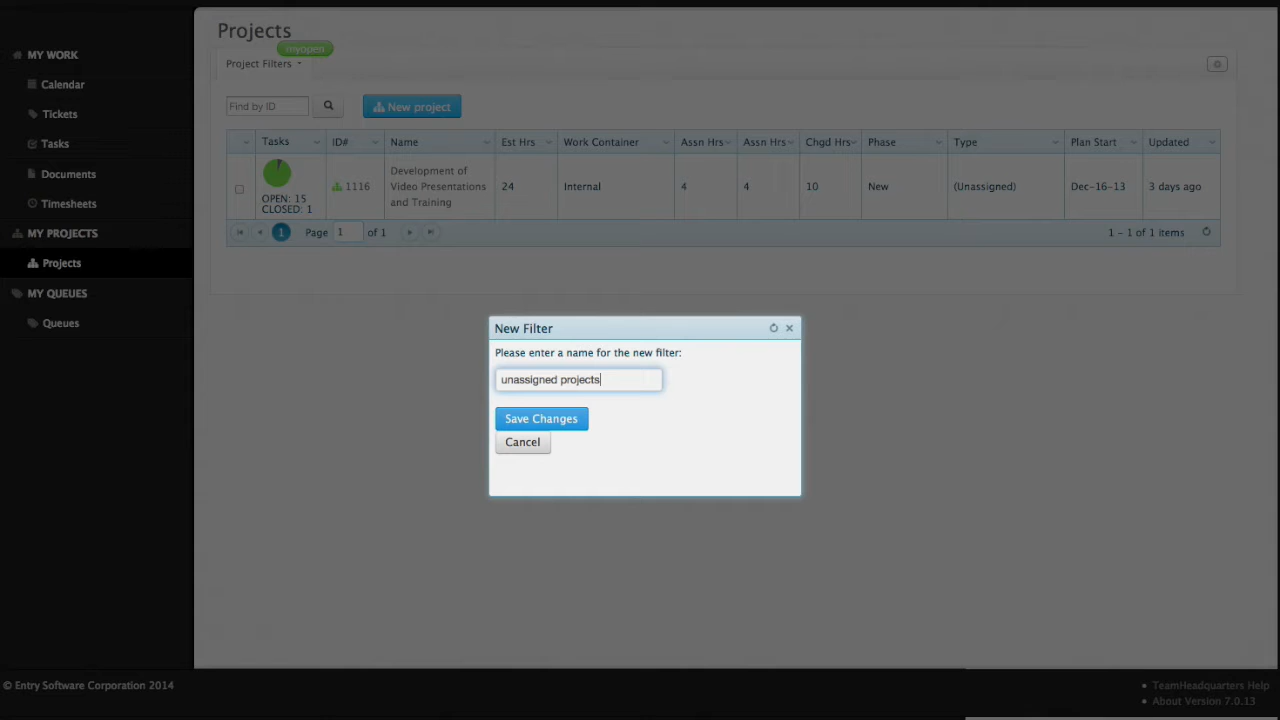 Projects
myopen
Project Filters
MY WORK
Calendar
Tickets
Tasks
Documents
Timesheets
MY PROJECTS
Projects
MY QUEUES
Queues
Find by ID
New project
Tasks ID# Name Est Hrs Work Container Assn Hrs Assn Hrs Chgd Hrs Phase Type Plan Start Updated
OPEN: 15
CLOSED: 1
1116
Development of
Video Presentations
and Training
24 Internal 4 4 10 New (Unassigned) Dec-16-13 3 days ago
1 Page 1 of 1 1 - 1 of 1 items
New Filter
Please enter a name for the new filter:
unassigned projects
Save Changes
Cancel
© Entry Software Corporation 2014
TeamHeadquarters Help
About Version 7.0.13